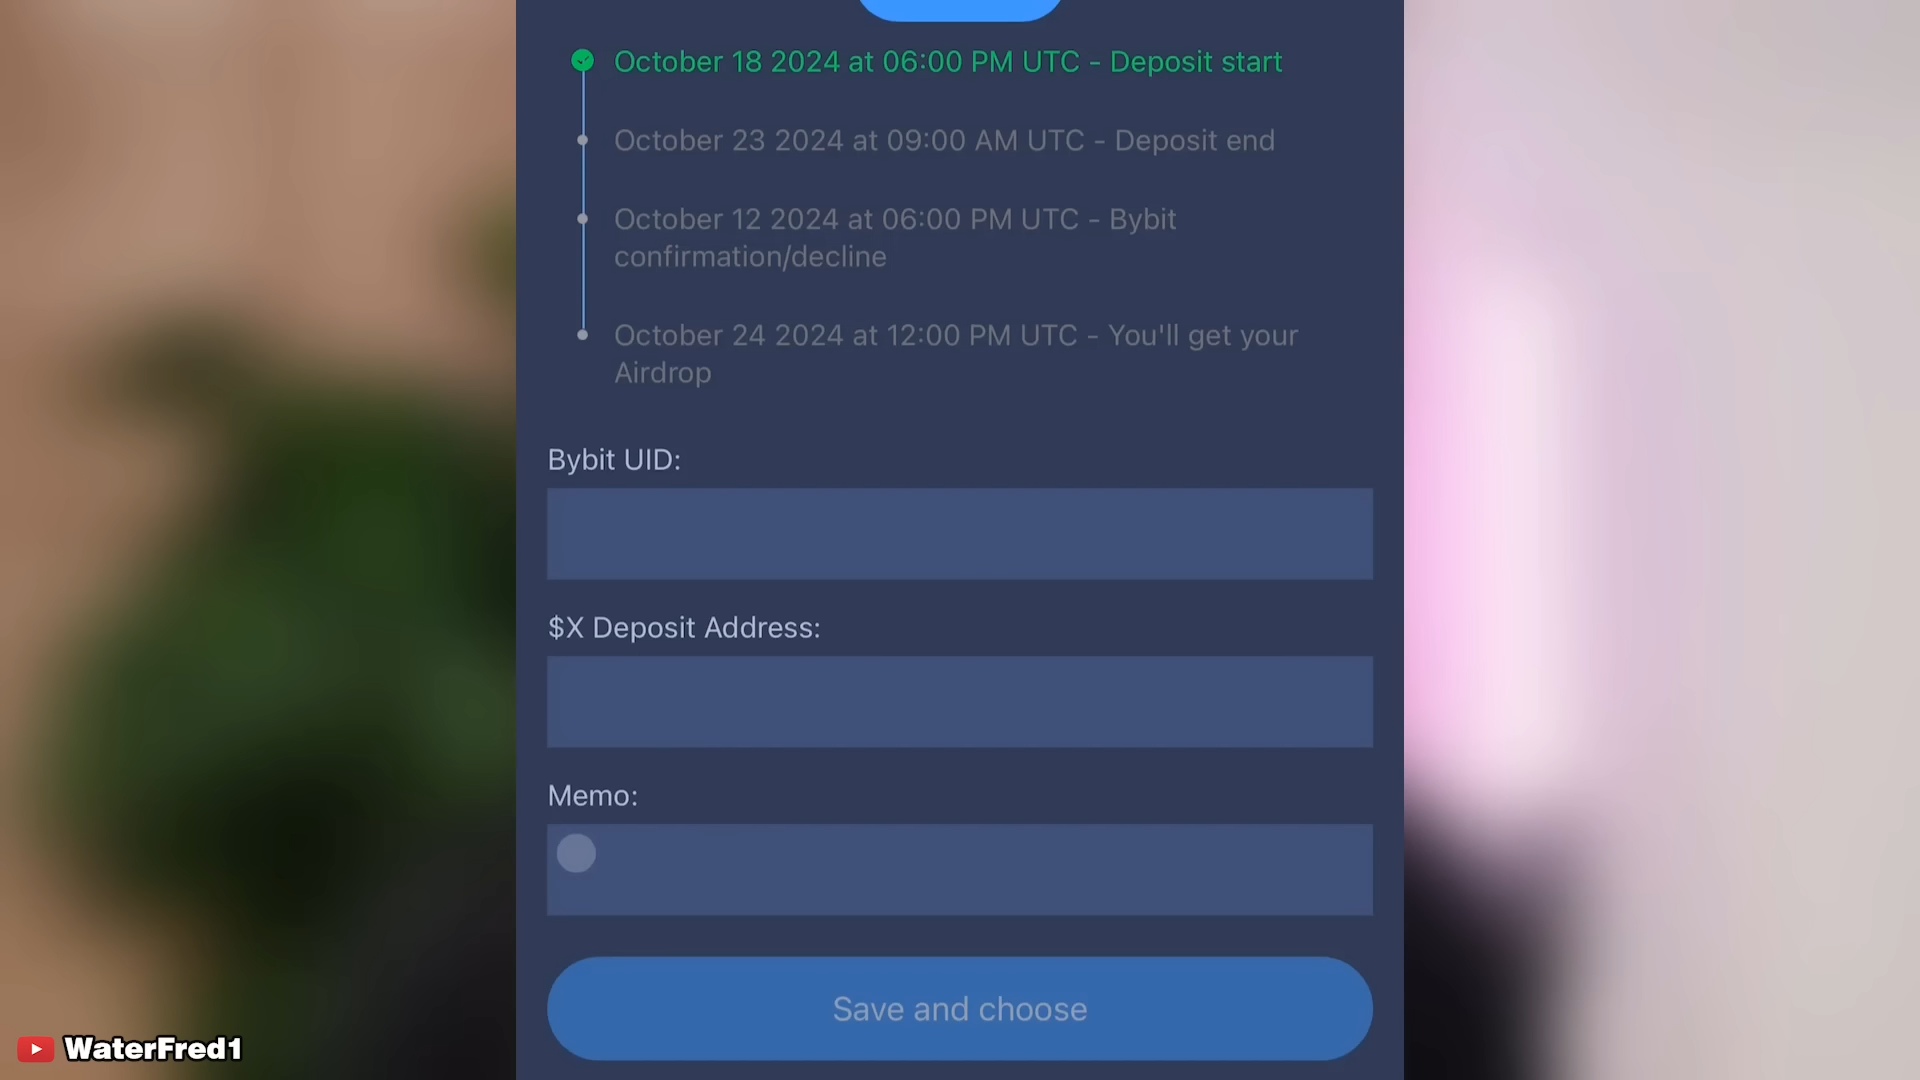 October 18 2024 at 06:00 PM UTC - Deposit start
October 23 2024 at 09:00 AM UTC - Deposit end
October 12 2024 at 06:00 PM UTC - Bybit
confirmation/decline
October 24 2024 at 12:00 PM UTC - You'll get your
Airdrop
Bybit UID:
$X Deposit Address:
Memo:
Save and choose
WaterFred1